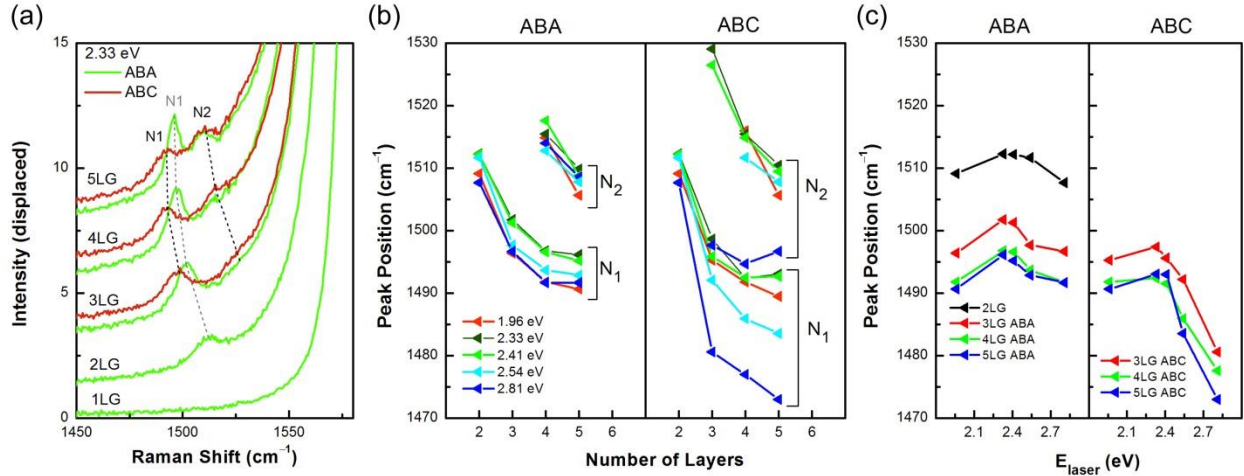 (a)
15
10
5
0
Intensity (displaced)
2.33 eV
ABA
ABC
N1
N1
N2
5LG
4LG
3LG
2LG
1LG
1450
1500
1550
Raman Shift (cm⁻¹)
(b)
ABA
ABC
1530
1520
1510
1500
1490
1480
1470
Peak Position (cm⁻¹)
N₂
N₁
1.96 eV
2.33 eV
2.41 eV
2.54 eV
2.81 eV
N₂
N₁
2 3 4 5 6
2 3 4 5 6
Number of Layers
(c)
ABA
ABC
1530
1520
1510
1500
1490
1480
1470
Peak Position (cm⁻¹)
2LG
3LG ABA
4LG ABA
5LG ABA
3LG ABC
4LG ABC
5LG ABC
2.1 2.4 2.7
2.1 2.4 2.7
E_laser (eV)